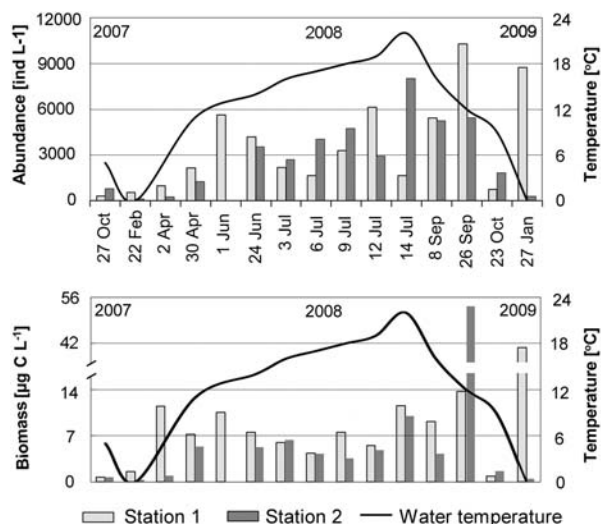 2007 2008 2009
Abundance [ind L-1]
12000
9000
6000
3000
0
24
18
12
6
0
Temperature [°C]
27 Oct
22 Feb
2 Apr
30 Apr
1 Jun
24 Jun
3 Jul
6 Jul
9 Jul
12 Jul
14 Jul
8 Sep
26 Sep
23 Oct
27 Jan
2007 2008 2009
Biomass [µg C L-1]
56
42
14
7
0
24
18
12
6
0
Temperature [°C]
Station 1 Station 2 Water temperature